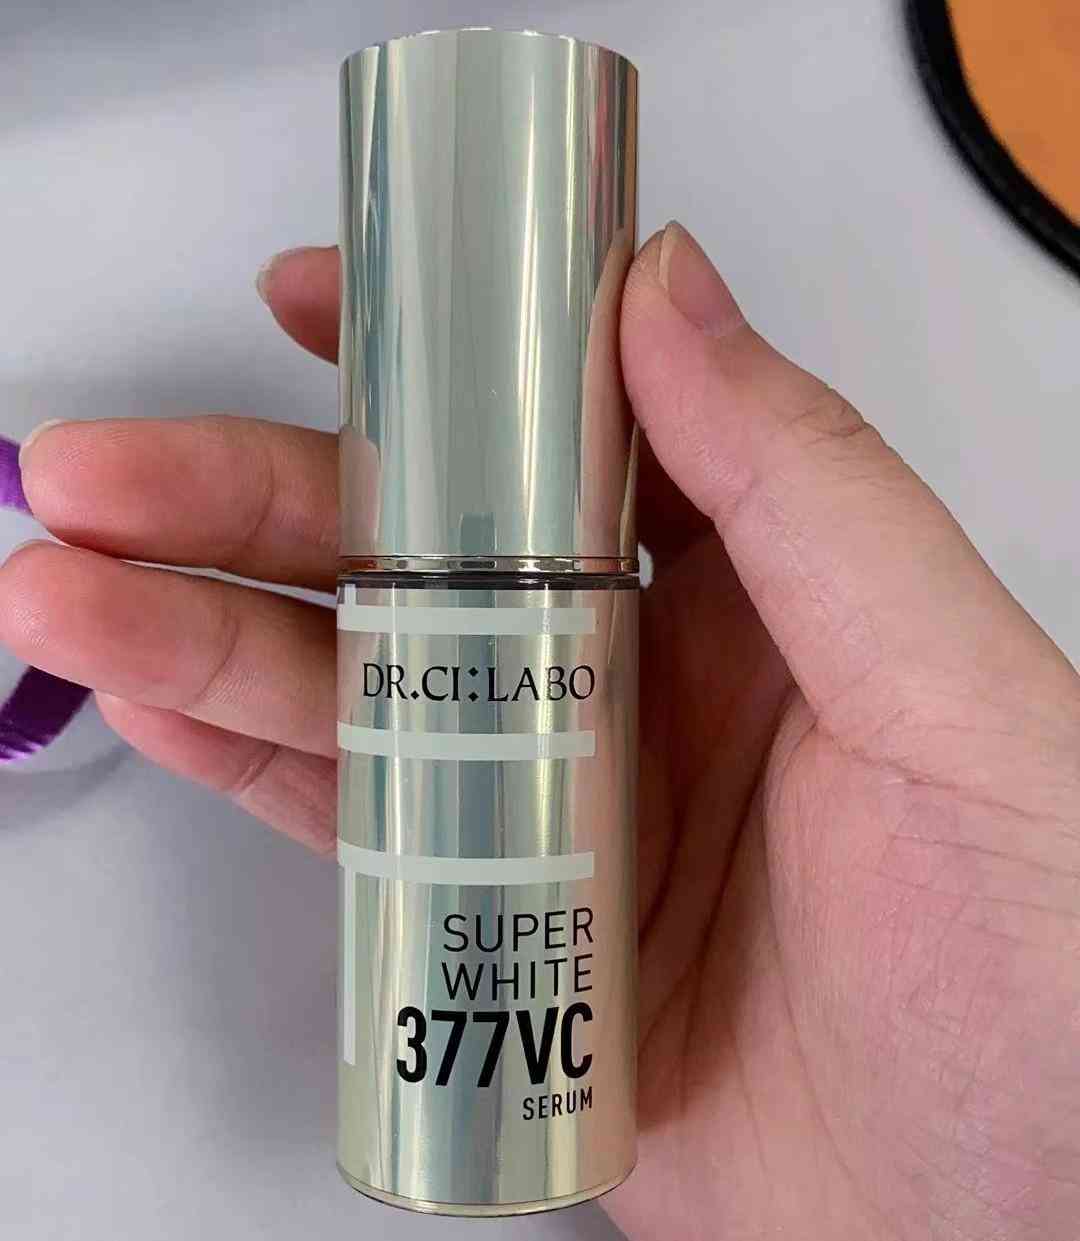 DR.CI:LABO
SUPER
WHITE
377VC
SERUM